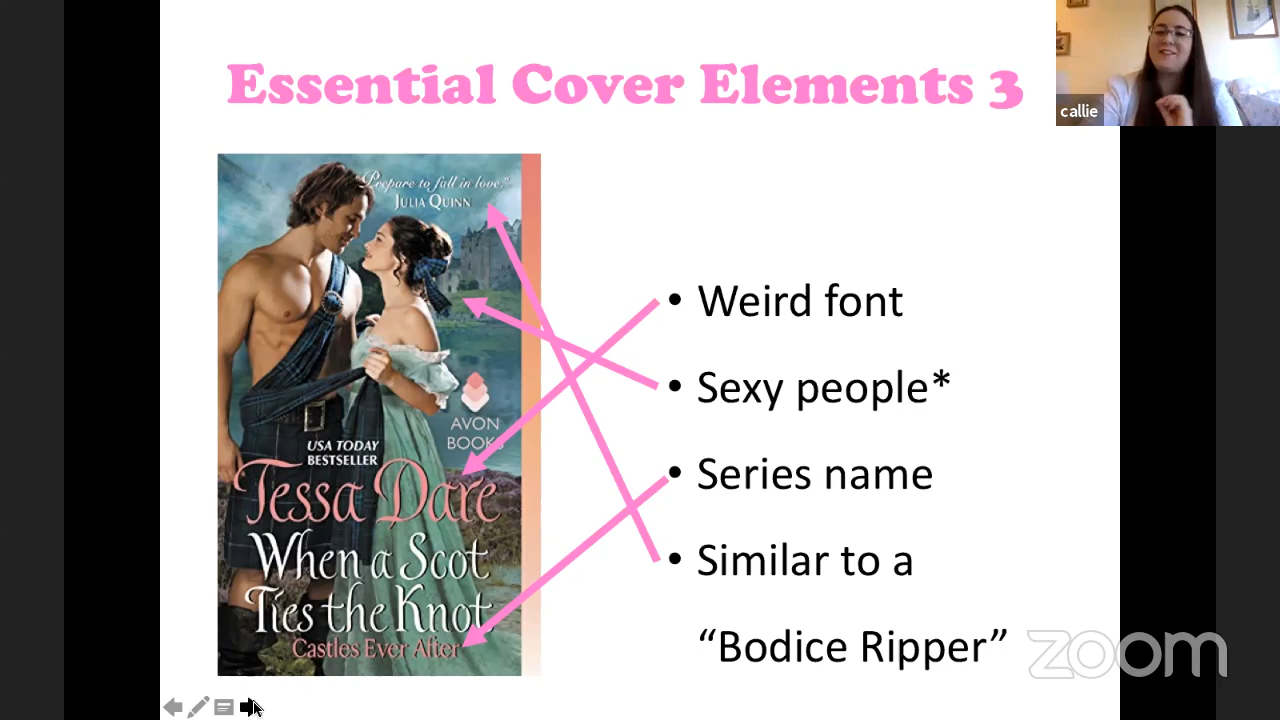 Essential Cover Elements 3
callie
"Prepare to fall in love."
JULIA QUINN
AVON
BOOKS
USA TODAY
BESTSELLER
Tessa Dare
When a Scot
Ties the Knot
Castles Ever After
• Weird font
• Sexy people*
• Series name
• Similar to a
“Bodice Ripper”
zoom